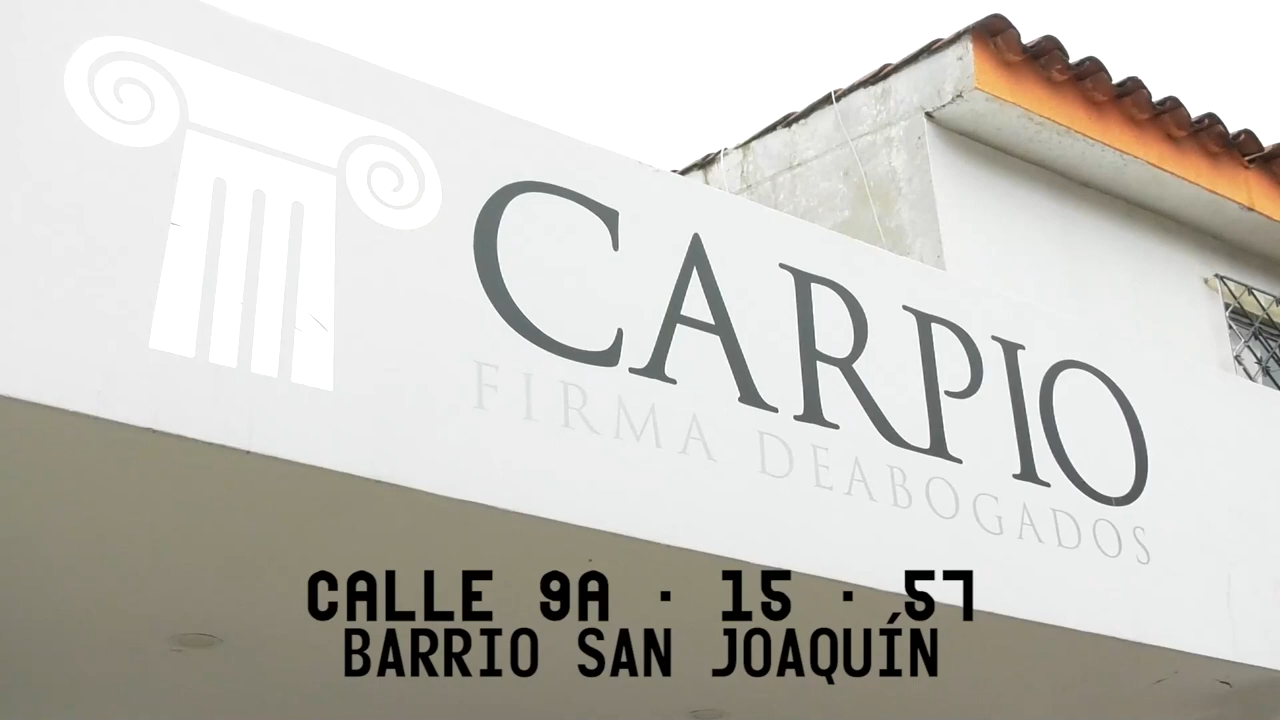 CARPIO
FIRMA DEABOGADOS
CALLE 9A · 15 · 57
BARRIO SAN JOAQUÍN